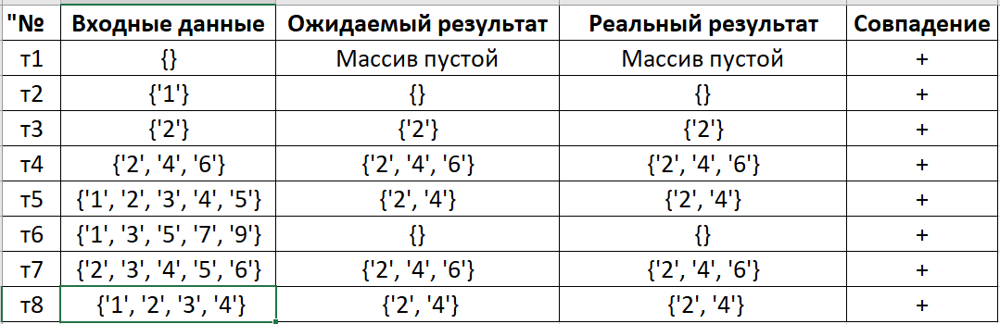 "№ Входные данные Ожидаемый результат Реальный результат Совпадение
т1 {} Массив пустой Массив пустой +
т2 {'1'} {} {} +
т3 {'2'} {'2'} {'2'} +
т4 {'2', '4', '6'} {'2', '4', '6'} {'2', '4', '6'} +
т5 {'1', '2', '3', '4', '5'} {'2', '4'} {'2', '4'} +
т6 {'1', '3', '5', '7', '9'} {} {} +
т7 {'2', '3', '4', '5', '6'} {'2', '4', '6'} {'2', '4', '6'} +
т8 {'1', '2', '3', '4'} {'2', '4'} {'2', '4'} +